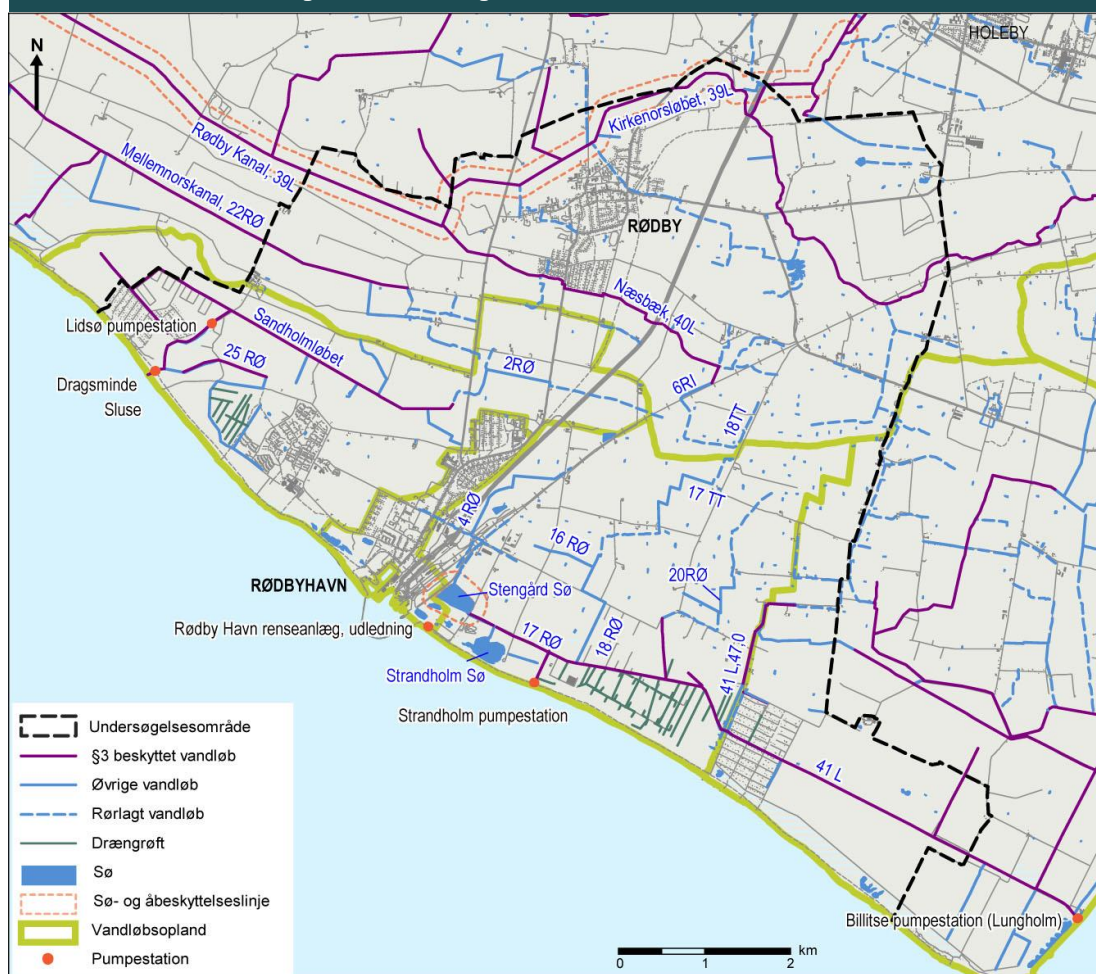 HOLEBY
N
Kirkenorsløbet, 39L
Rødby Kanal, 39L
Mellemnorskanal, 22RØ
RØDBY
Næsbæk, 40L
Lidsø pumpestation
Sandholmløbet
25 RØ
2RØ
6RI
Dragsminde
Sluse
18TT
4 RØ
17 TT
16 RØ
20RØ
RØDBYHAVN
Stengård Sø
Rødby Havn renseanlæg, udledning
17 RØ
18 RØ
41 L,47,0
Strandholm Sø
Strandholm pumpestation
41 L
Billitse pumpestation (Lungholm)
Undersøgelsesområde
§3 beskyttet vandløb
Øvrige vandløb
Rørlagt vandløb
Drængrøft
Sø
Sø- og åbeskyttelseslinje
Vandløbsopland
Pumpestation
km
0 1 2